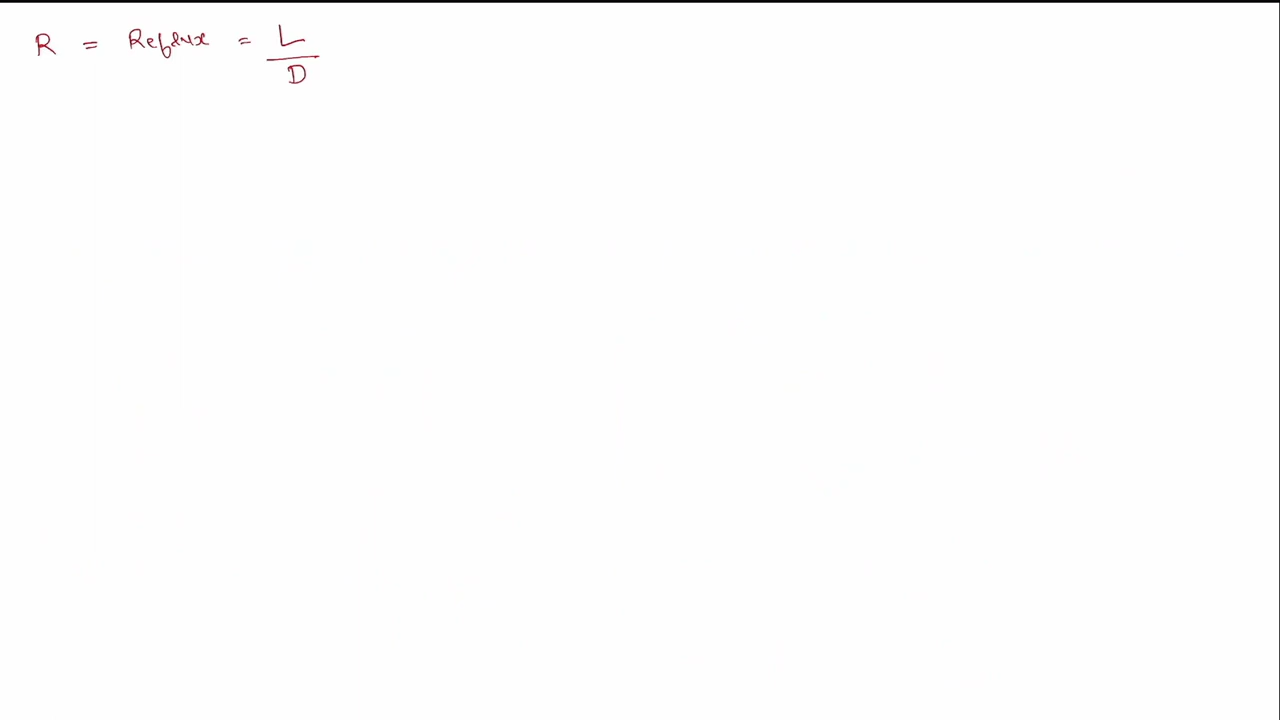 R = Reflux = L
D